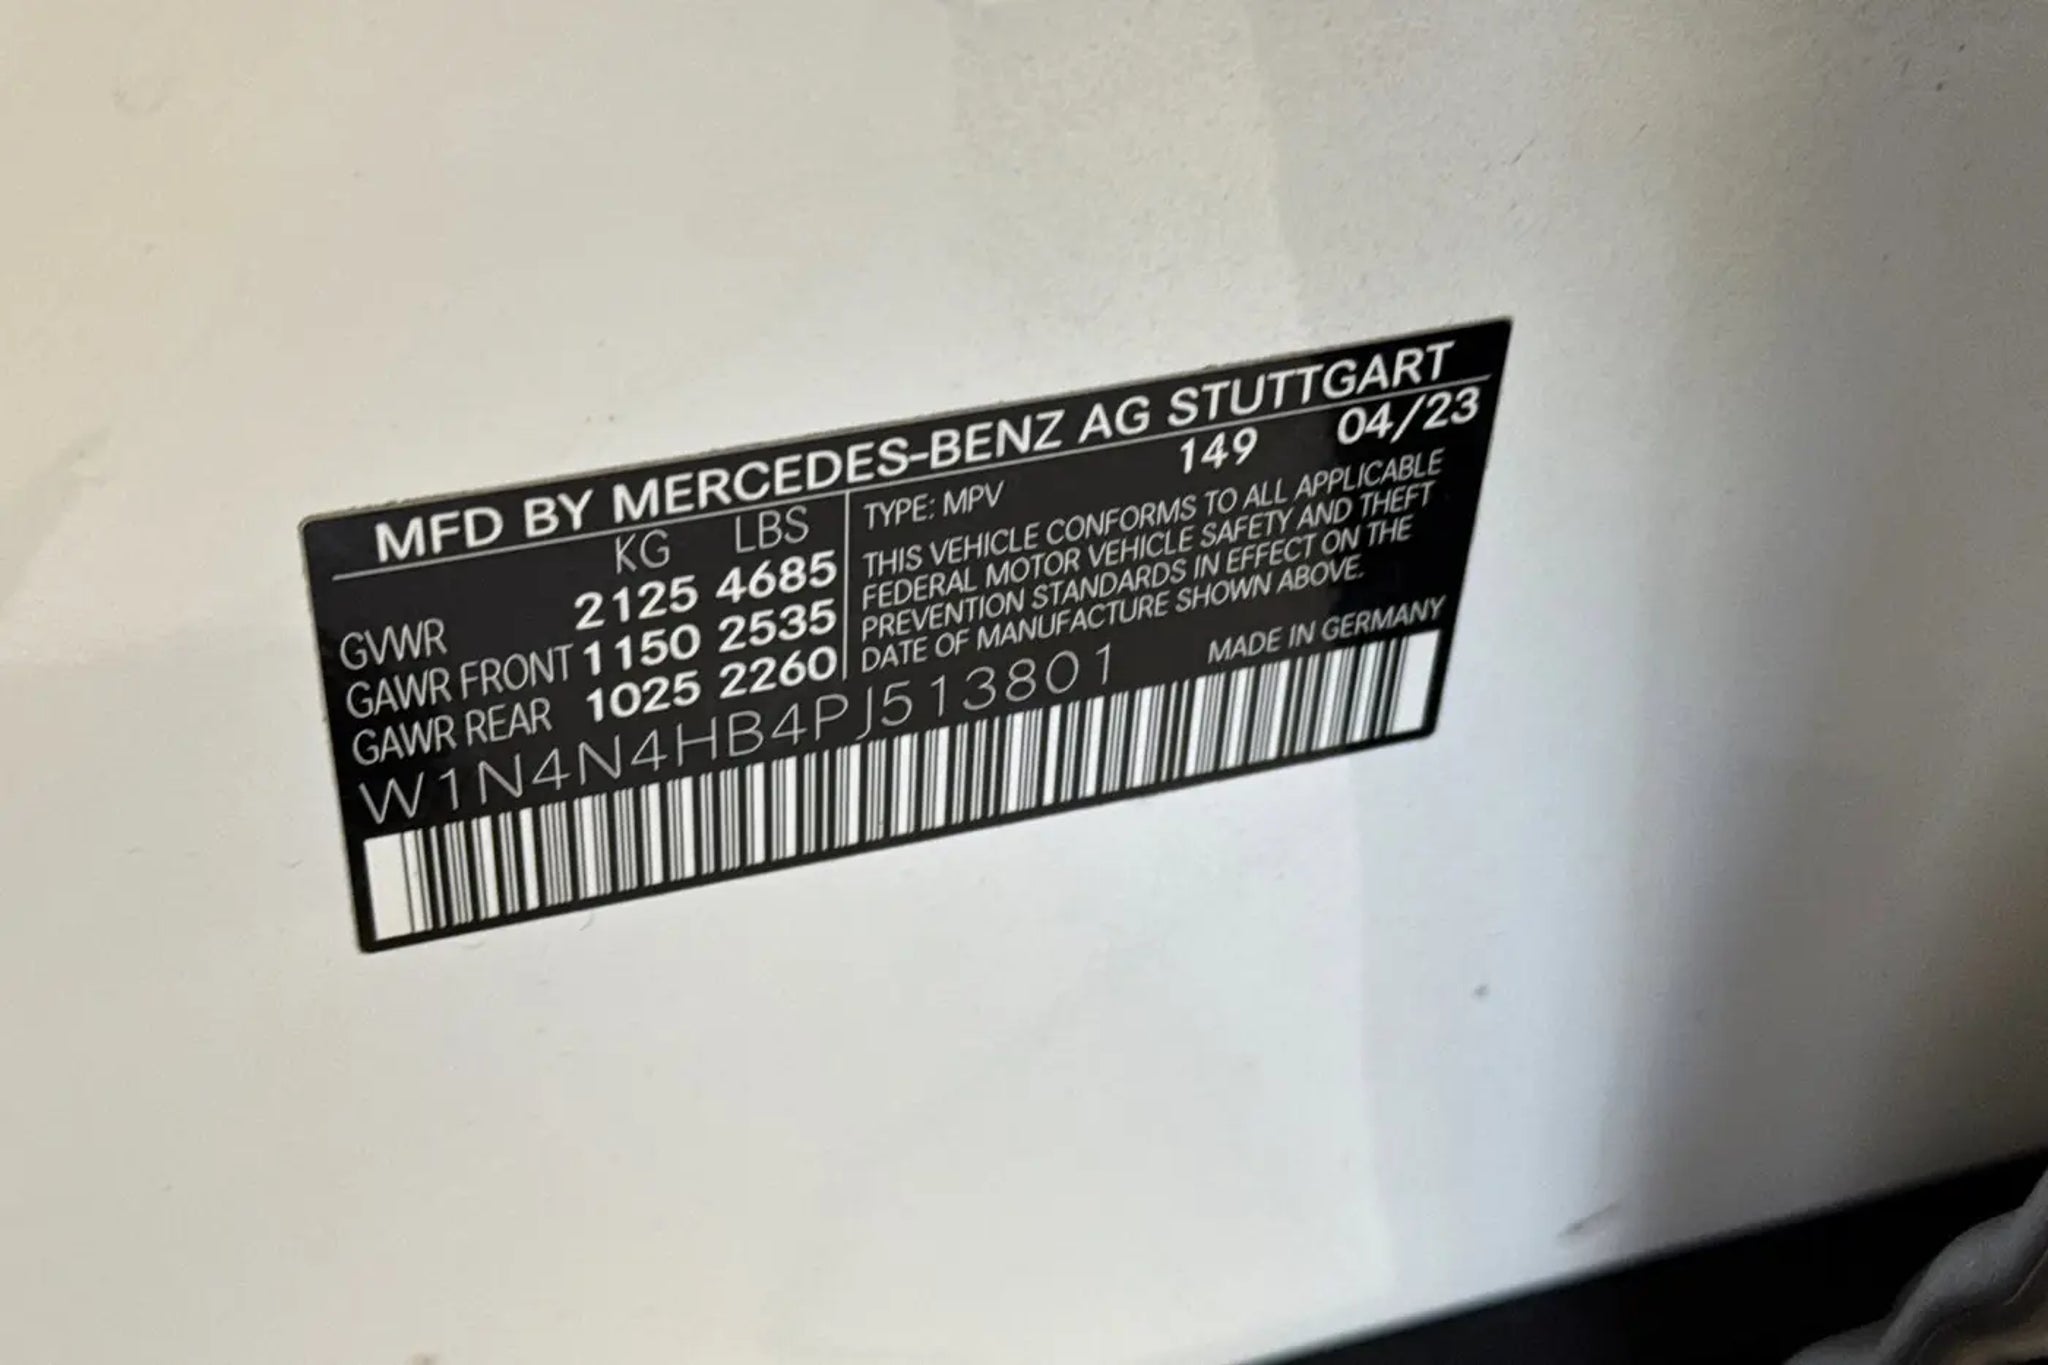 MFD BY MERCEDES-BENZ AG STUTTGART
KG LBS
GVWR 2125 4685
GAWR FRONT 1150 2535
GAWR REAR 1025 2260
TYPE: MPV 149 04/23
THIS VEHICLE CONFORMS TO ALL APPLICABLE
FEDERAL MOTOR VEHICLE SAFETY AND THEFT
PREVENTION STANDARDS IN EFFECT ON THE
DATE OF MANUFACTURE SHOWN ABOVE.
W1N4N4HB4PJ513801 MADE IN GERMANY